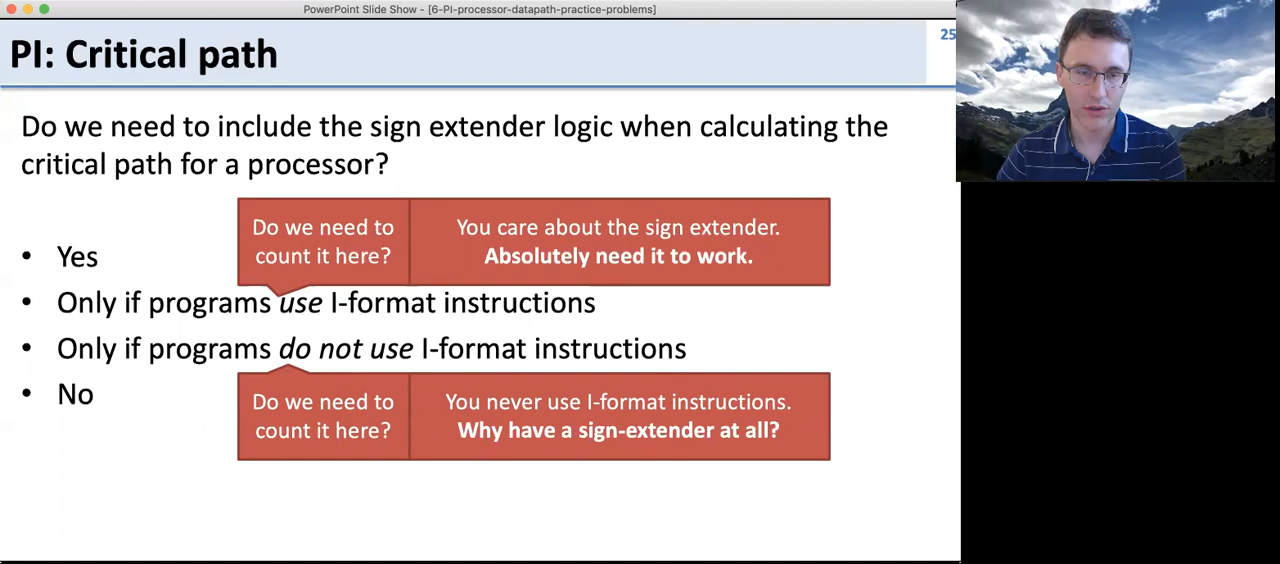 PowerPoint Slide Show - [6-PI-processor-datapath-practice-problems]
PI: Critical path
25
Do we need to include the sign extender logic when calculating the
critical path for a processor?
Do we need to
count it here?
You care about the sign extender.
Absolutely need it to work.
• Yes
• Only if programs use I-format instructions
• Only if programs do not use I-format instructions
• No
Do we need to
count it here?
You never use I-format instructions.
Why have a sign-extender at all?